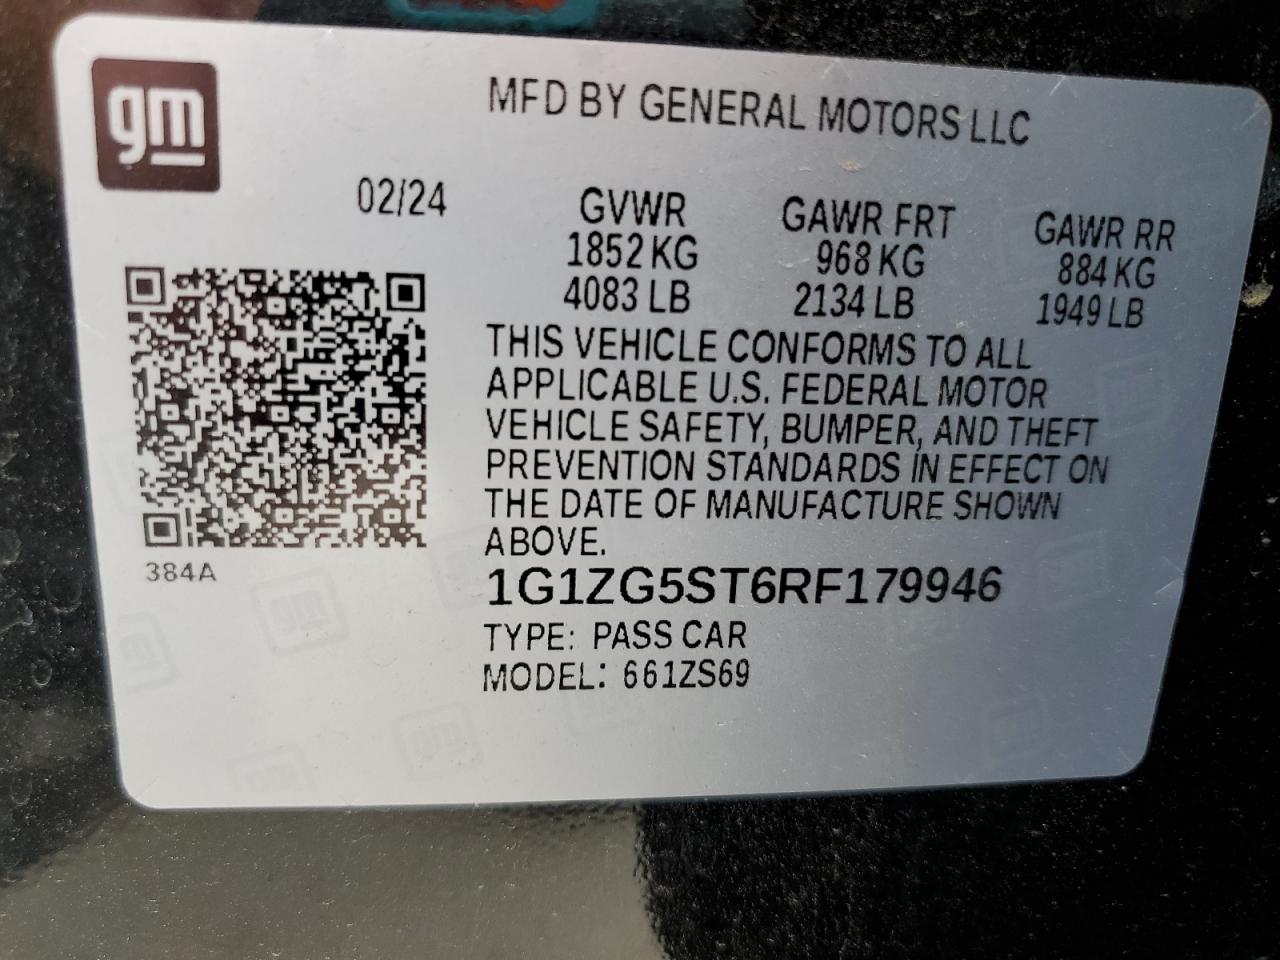 gm
MFD BY GENERAL MOTORS LLC
02/24
GVWR
1852 KG
4083 LB
GAWR FRT
968 KG
2134 LB
GAWR RR
884 KG
1949 LB
THIS VEHICLE CONFORMS TO ALL
APPLICABLE U.S. FEDERAL MOTOR
VEHICLE SAFETY, BUMPER, AND THEFT
PREVENTION STANDARDS IN EFFECT ON
THE DATE OF MANUFACTURE SHOWN
ABOVE.
384A
1G1ZG5ST6RF179946
TYPE: PASS CAR
MODEL: 661ZS69